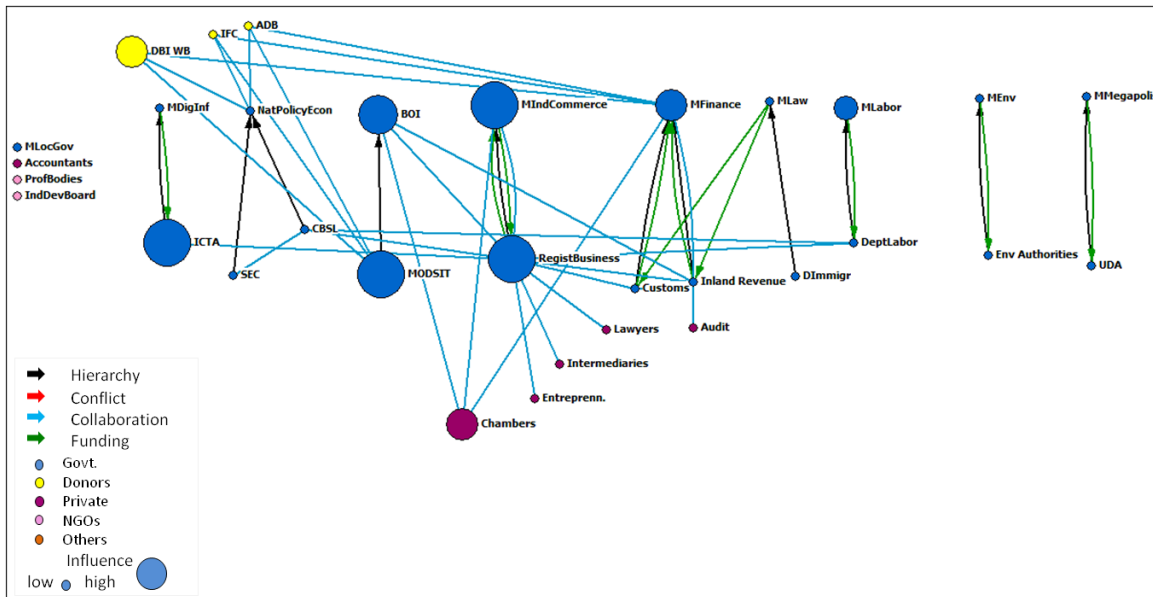 ADB
IFC
DBI WB
MDigInf
NatPolicyEcon
BOI
MIndCommerce
MFinance
MLaw
MLabor
MEnv
MMegapoli
MLocGov
Accountants
ProfBodies
IndDevBoard
ICTA
CBSL
SEC
MODSIT
RegistBusiness
Customs
Inland Revenue
DImmigr
DeptLabor
Env Authorities
UDA
Lawyers
Audit
Intermediaries
Entreprenn.
Chambers
Hierarchy
Conflict
Collaboration
Funding
Govt.
Donors
Private
NGOs
Others
Influence
low high